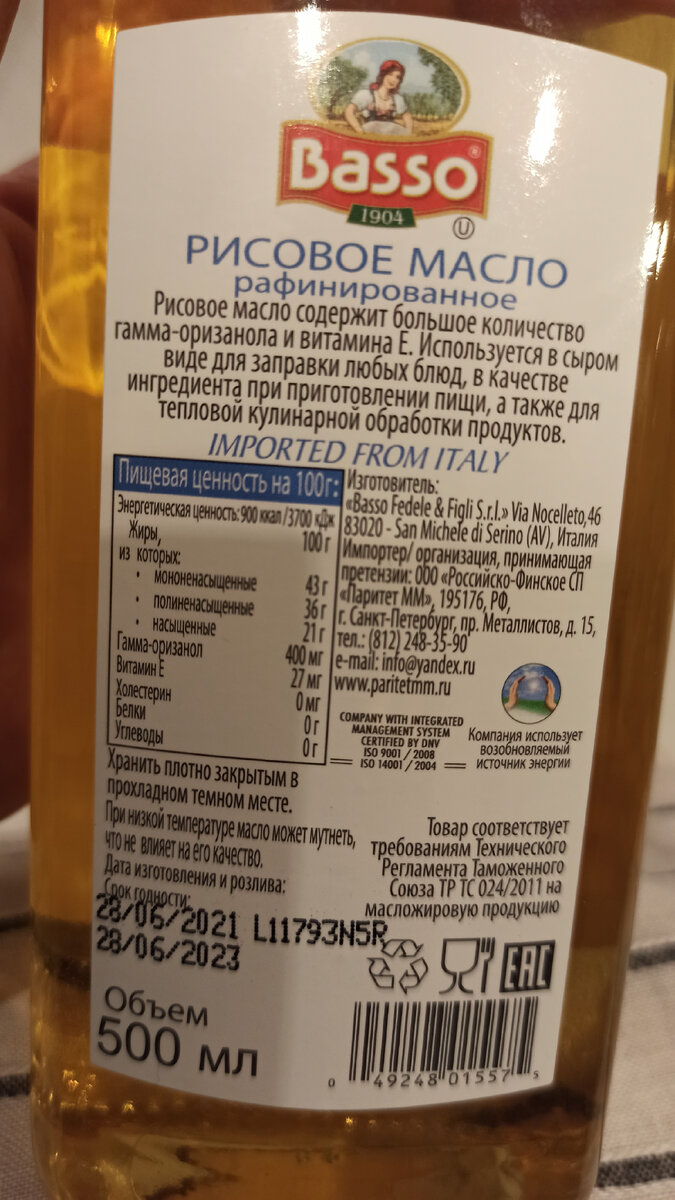 Basso®
1904
U
РИСОВОЕ МАСЛО
рафинированное
Рисовое масло содержит большое количество
гамма-оризанола и витамина Е. Используется в сыром
виде для заправки любых блюд, в качестве
ингредиента при приготовлении пищи, а также для
тепловой кулинарной обработки продуктов.
IMPORTED FROM ITALY
Пищевая ценность на 100г:
Энергетическая ценность: 900 ккал /3700 кДж
Жиры, 100 г
из которых:
• мононенасыщенные 43 г
• полиненасыщенные 36 г
• насыщенные 21 г
Гамма-оризанол 400 мг
Витамин Е 27 мг
Холестерин 0 мг
Белки 0 г
Углеводы 0 г
Изготовитель:
«Basso Fedele & Figli S.r.l.» Via Nocelleto,46
83020 - San Michele di Serino (AV), Италия
Импортер/ организация, принимающая
претензии: ООО «Российско-Финское СП
«Паритет ММ», 195176, РФ,
г. Санкт-Петербург, пр. Металлистов, д. 15,
тел.: (812) 248-35-90
e-mail: info@yandex.ru
www.paritetmm.ru
COMPANY WITH INTEGRATED
MANAGEMENT SYSTEM
CERTIFIED BY DNV
ISO 9001 / 2008
ISO 14001 / 2004
Компания использует
возобновляемый
источник энергии
Хранить плотно закрытым в
прохладном темном месте.
При низкой температуре масло может мутнеть,
что не влияет на его качество.
Дата изготовления и розлива:
Срок годности:
28/06/2021 L11793N5R
28/06/2023
Товар соответствует
требованиям Технического
Регламента Таможенного
Союза ТР ТС 024/2011 на
масложировую продукцию
EAC
Объем
500 мл
0 49248 01557 5